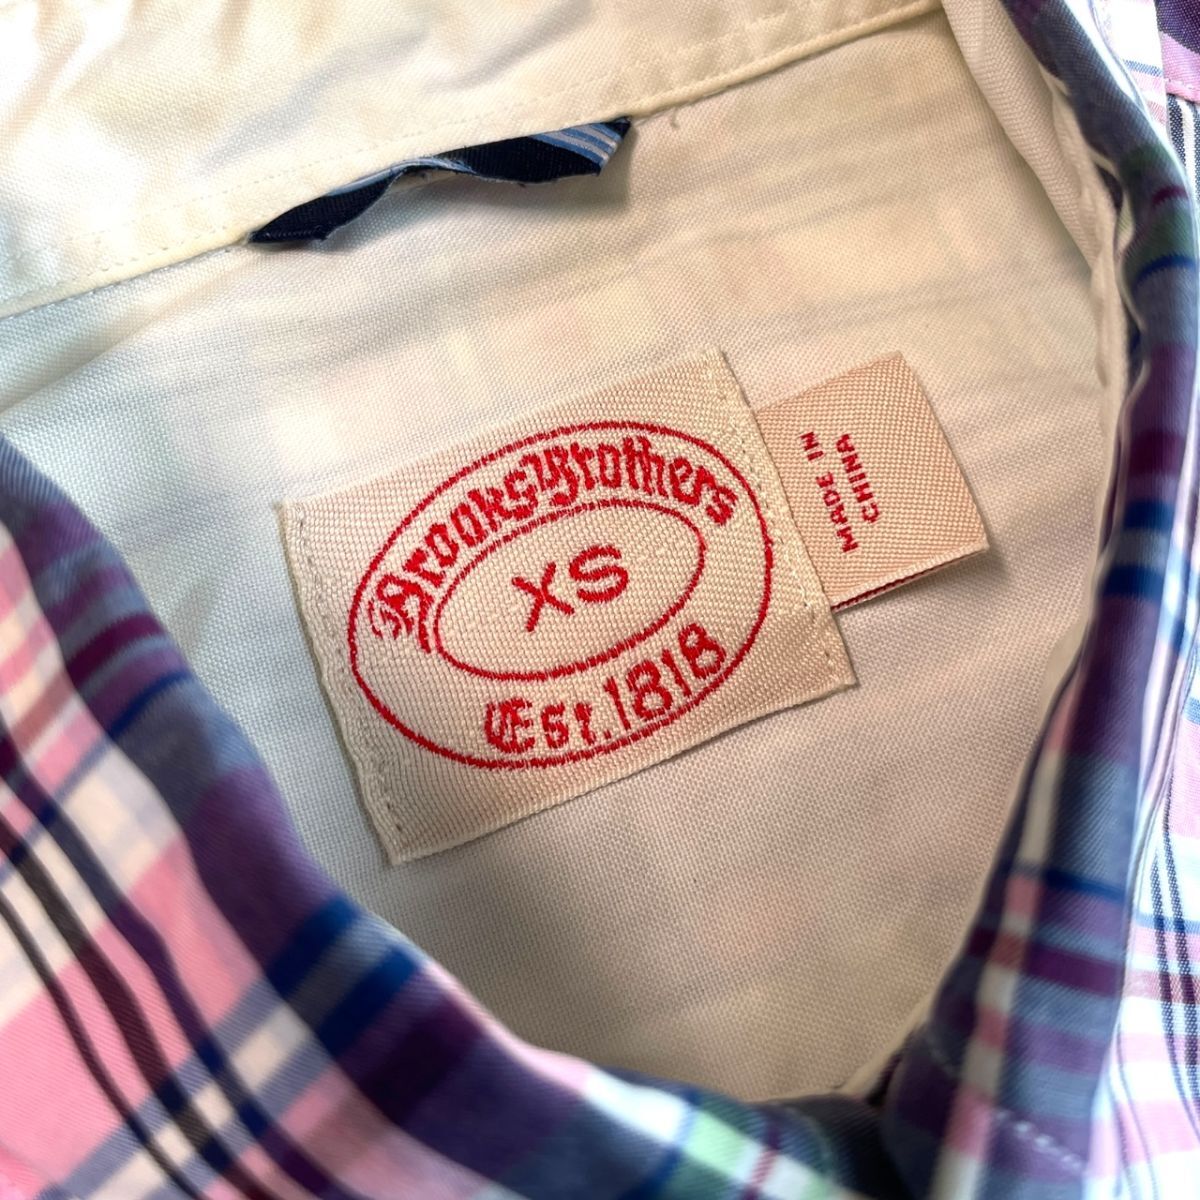 Brooks Brothers
XS
Est. 1818
MADE IN
CHINA